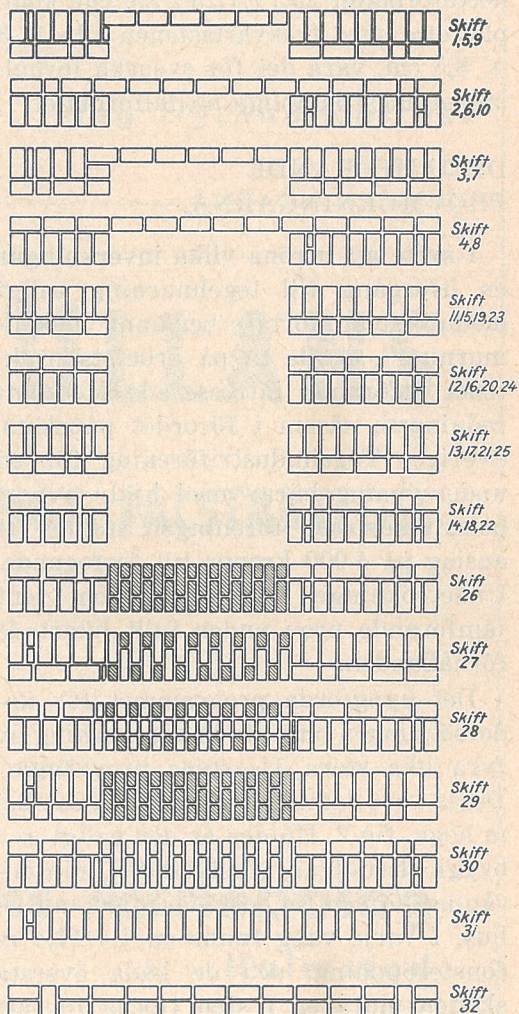 Skift
1,5,9
Skift
2,6,10
Skift
3,7
Skift
4,8
Skift
11,15,19,23
Skift
12,16,20,24
Skift
13,17,21,25
Skift
14,18,22
Skift
26
Skift
27
Skift
28
Skift
29
Skift
30
Skift
31
Skift
32